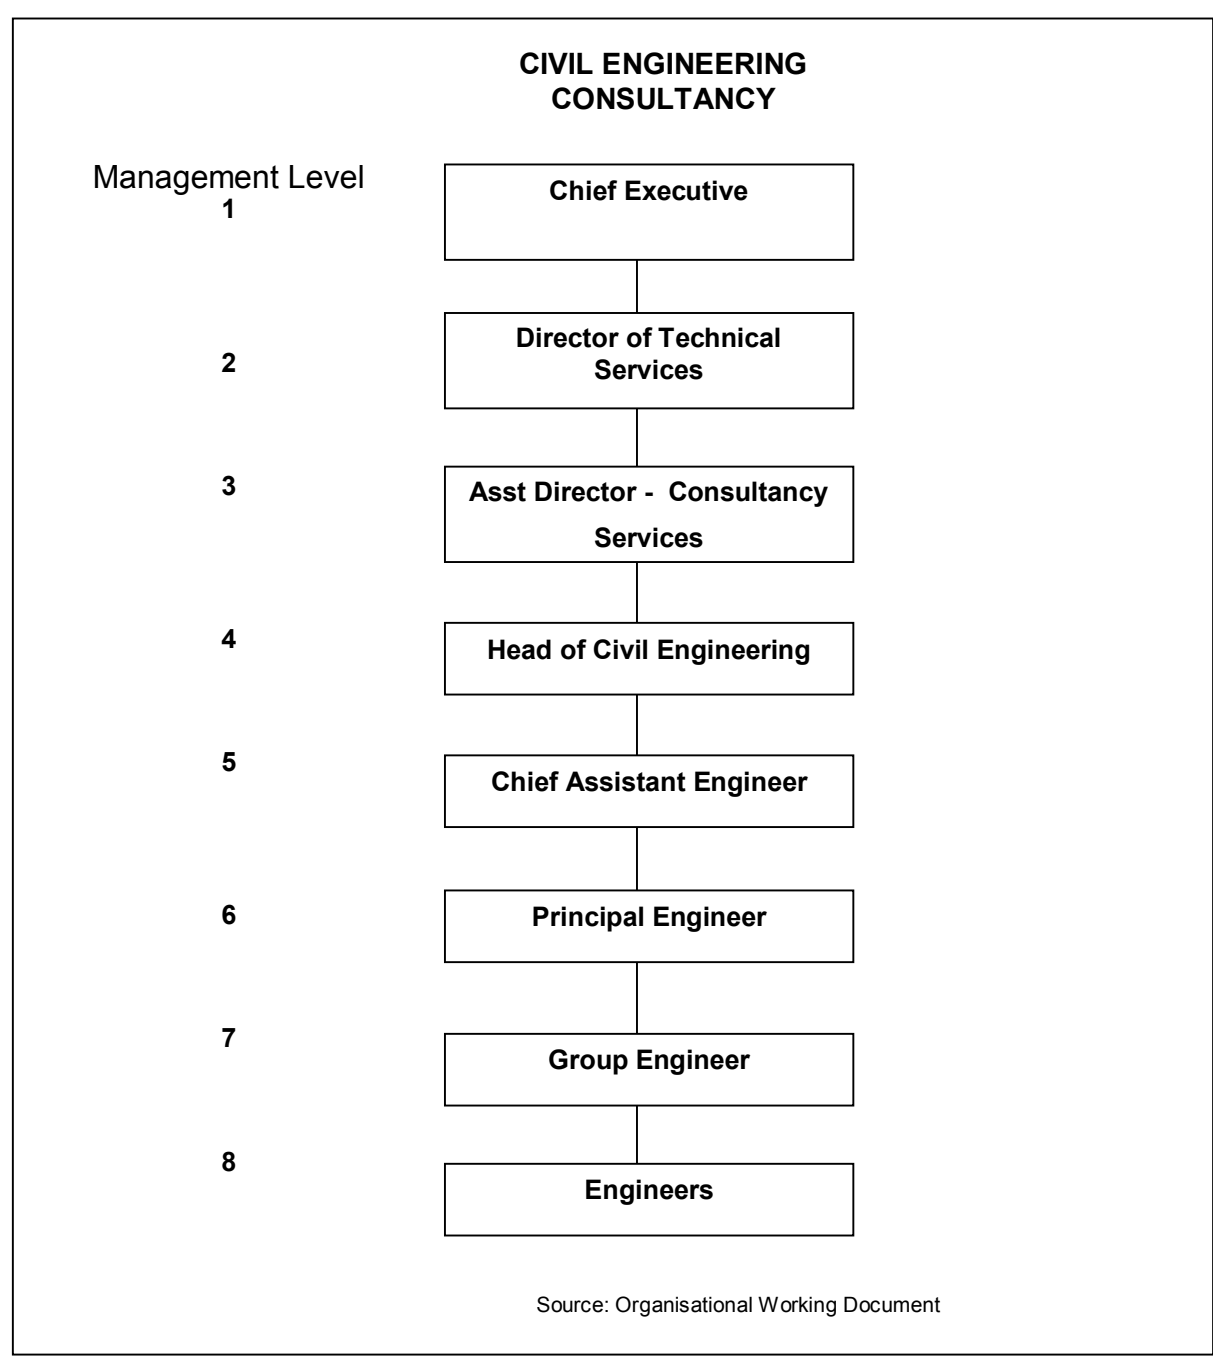 CIVIL ENGINEERING
CONSULTANCY
Management Level
1
Chief Executive
2
Director of Technical
Services
3
Asst Director - Consultancy
Services
4
Head of Civil Engineering
5
Chief Assistant Engineer
6
Principal Engineer
7
Group Engineer
8
Engineers
Source: Organisational Working Document